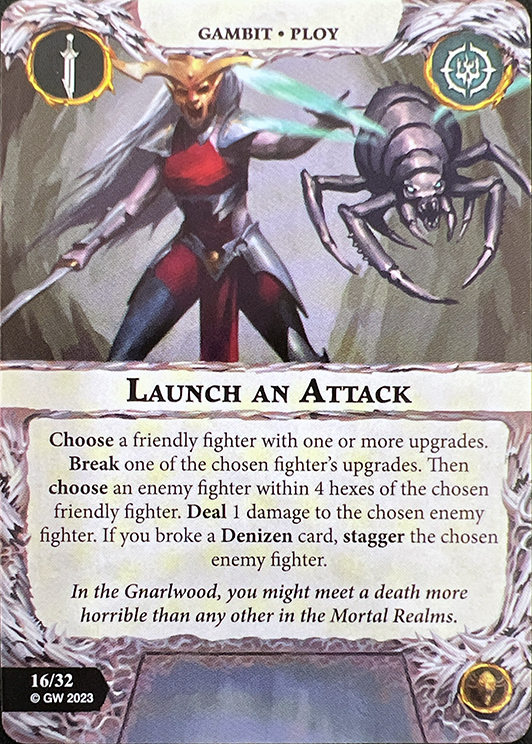 GAMBIT • PLOY
LAUNCH AN ATTACK
Choose a friendly fighter with one or more upgrades.
Break one of the chosen fighter's upgrades. Then
choose an enemy fighter within 4 hexes of the chosen
friendly fighter. Deal 1 damage to the chosen enemy
fighter. If you broke a Denizen card, stagger the chosen
enemy fighter.
In the Gnarlwood, you might meet a death more
horrible than any other in the Mortal Realms.
16/32
© GW 2023